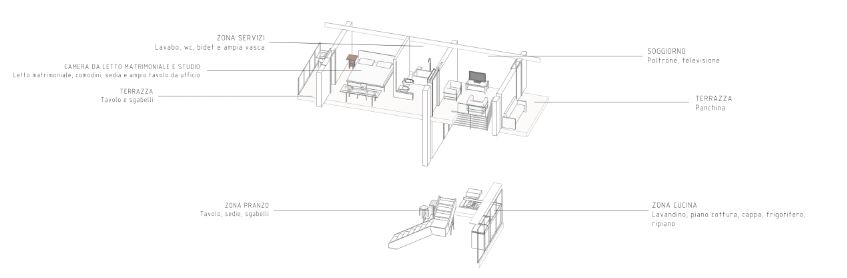 ZONA SERVIZI
Lavabo, wc, bidet e ampia vasca
CAMERA DA LETTO MATRIMONIALE E STUDIO
Letto matrimoniale, comodini, sedia e ampio tavolo da ufficio
TERRAZZA
Tavolo e sgabelli
SOGGIORNO
Poltrone, televisione
TERRAZZA
Panchina
ZONA PRANZO
Tavolo, sedie, sgabelli
ZONA CUCINA
Lavandino, piano cottura, cappa, frigorifero,
ripiano